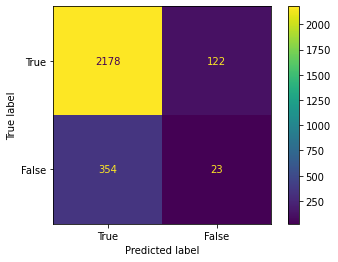 True
2178
122
False
354
23
True
False
Predicted label
True label
2000
1750
1500
1250
1000
750
500
250